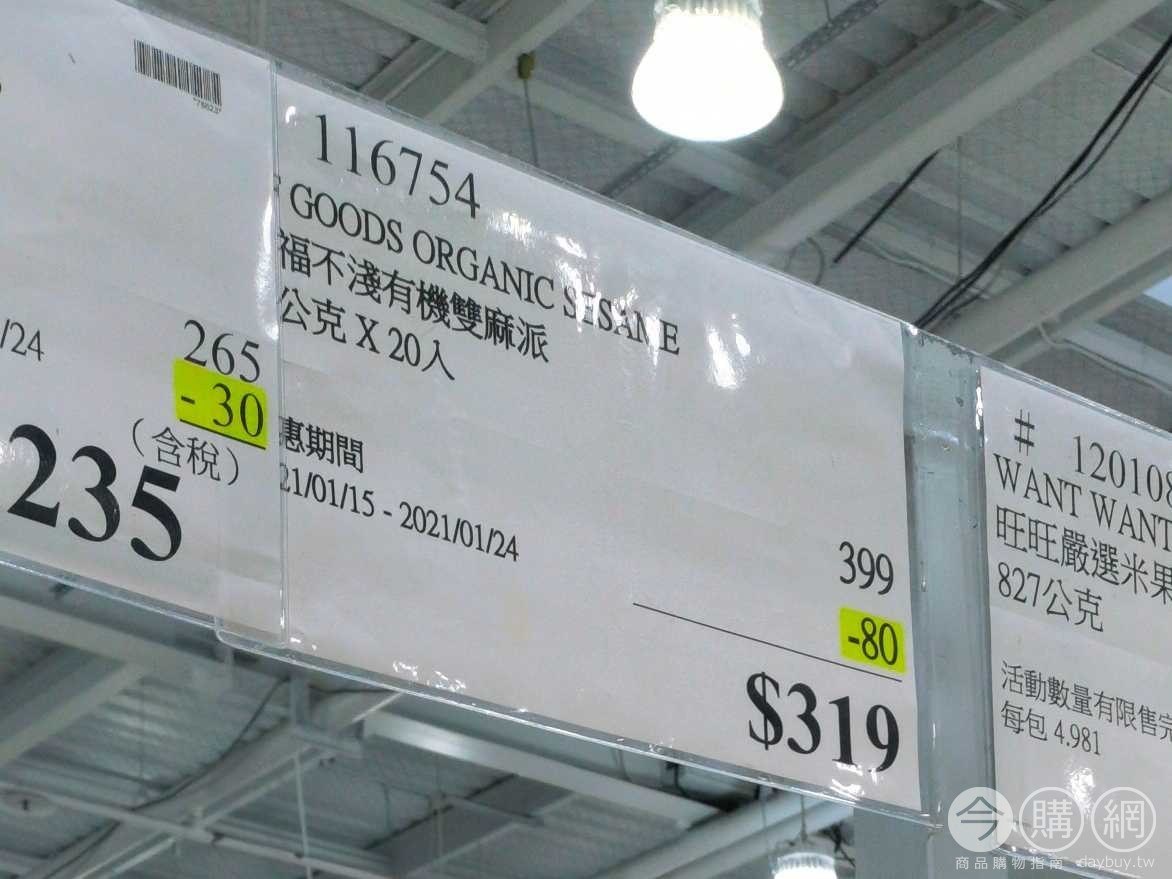 "76623"
/24
265
- 30
(含稅)
235
116754
GOODS ORGANIC SESAME
福不淺有機雙麻派
公克 X 20入
惠期間
21/01/15 - 2021/01/24
399
-80
$319
# 120108
WANT WANT
旺旺嚴選米果
827公克
活動數量有限售完
每包 4.981
今購網
商品購物指南 daybuy.tw